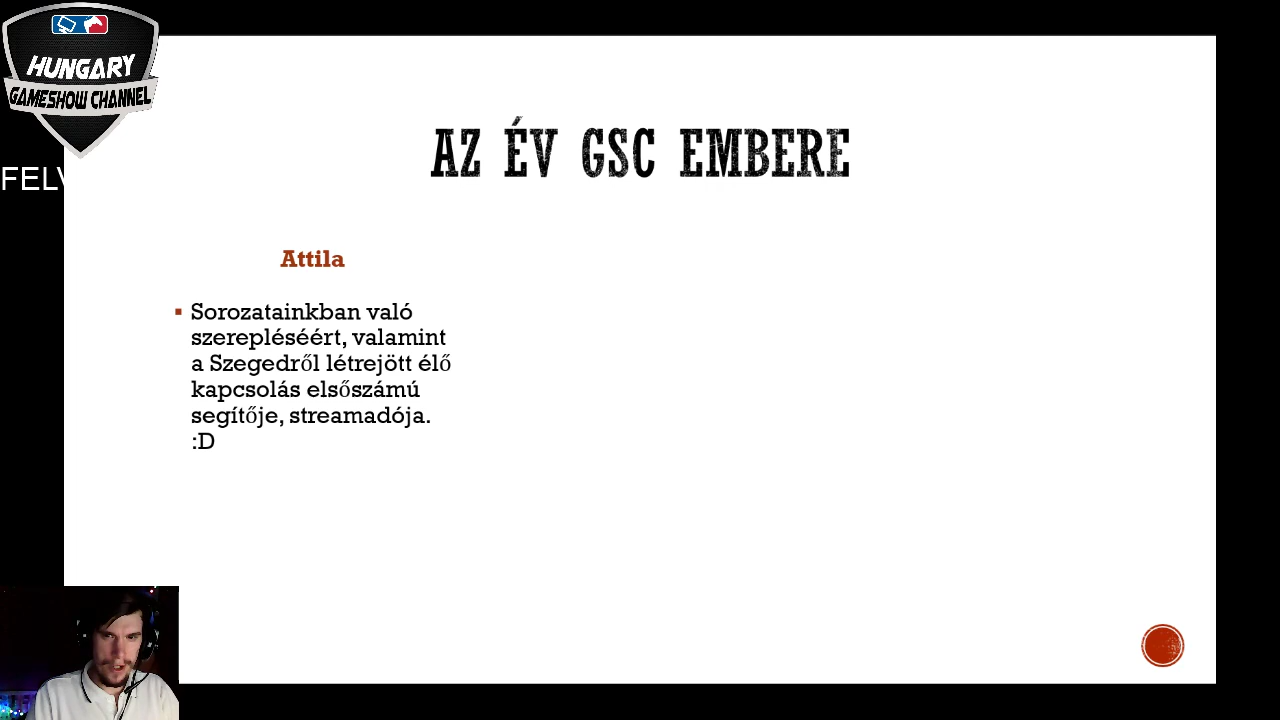 HUNGARY
GAMESHOW CHANNEL
FELV
AZ ÉV GSC EMBERE
Attila
Sorozatainkban való
szerepléséért, valamint
a Szegedről létrejött élő
kapcsolás elsőszámú
segítője, streamadója.
:D